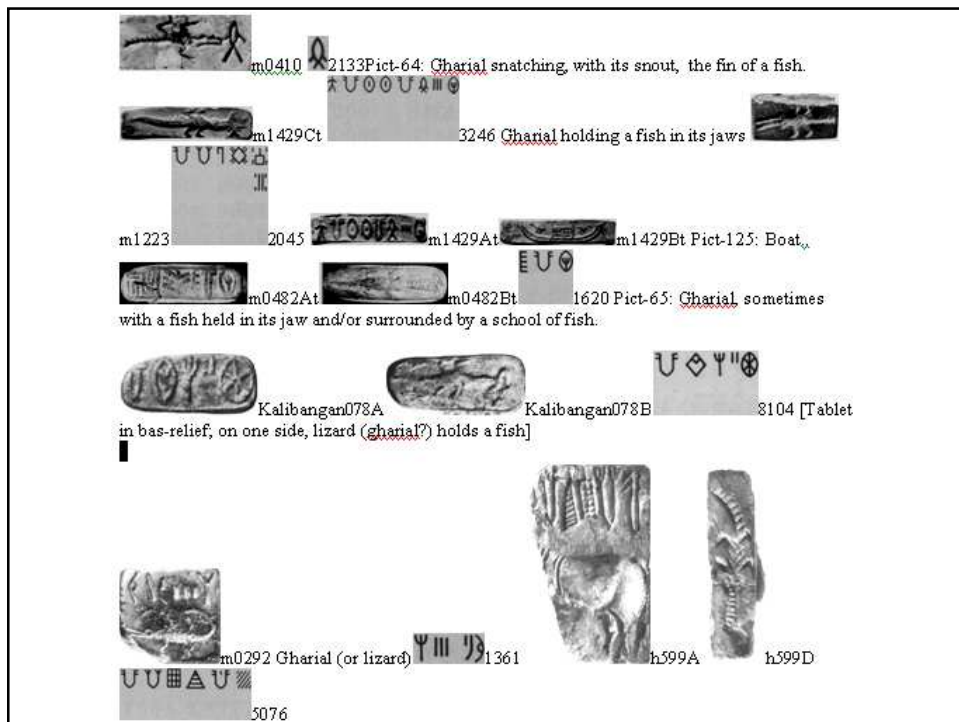 m0410 2133Pict-64: Gharial snatching, with its snout, the fin of a fish.
m1429Ct 3246 Gharial holding a fish in its jaws
m1223 2045 m1429At m1429Bt Pict-125: Boat.
m0482At m0482Bt 1620 Pict-65: Gharial, sometimes
with a fish held in its jaw and/or surrounded by a school of fish.
Kalibangan078A Kalibangan078B 8104 [Tablet
in bas-relief; on one side, lizard (gharial?) holds a fish]
m0292 Gharial (or lizard) 1361 h599A h599D
5076